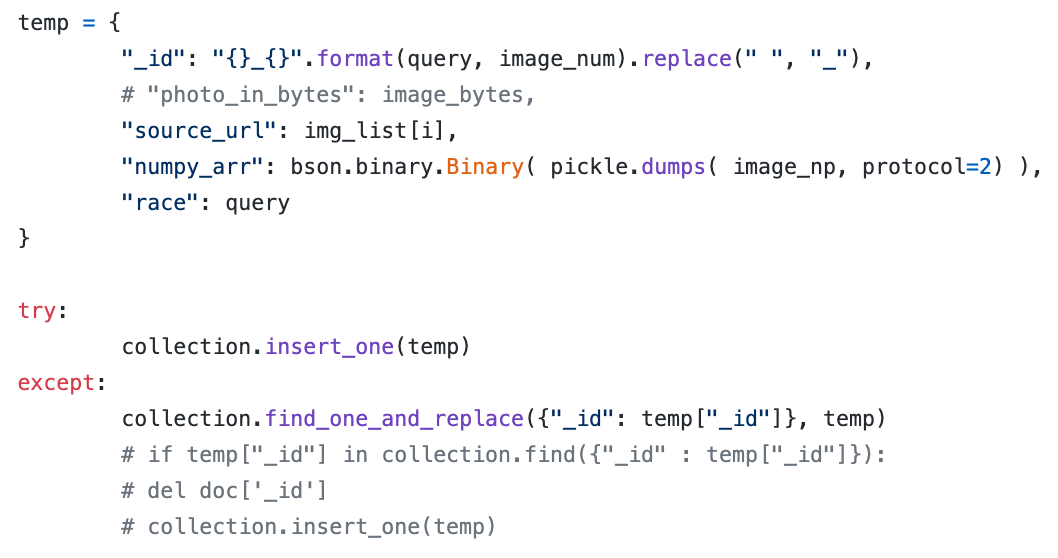 temp = {
        "_id": "{}_{}".format(query, image_num).replace(" ", "_"),
        # "photo_in_bytes": image_bytes,
        "source_url": img_list[i],
        "numpy_arr": bson.binary.Binary( pickle.dumps( image_np, protocol=2) ),
        "race": query
}

try:
        collection.insert_one(temp)
except:
        collection.find_one_and_replace({"_id": temp["_id"]}, temp)
        # if temp["_id"] in collection.find({"_id" : temp["_id"]}):
        # del doc['_id']
        # collection.insert_one(temp)